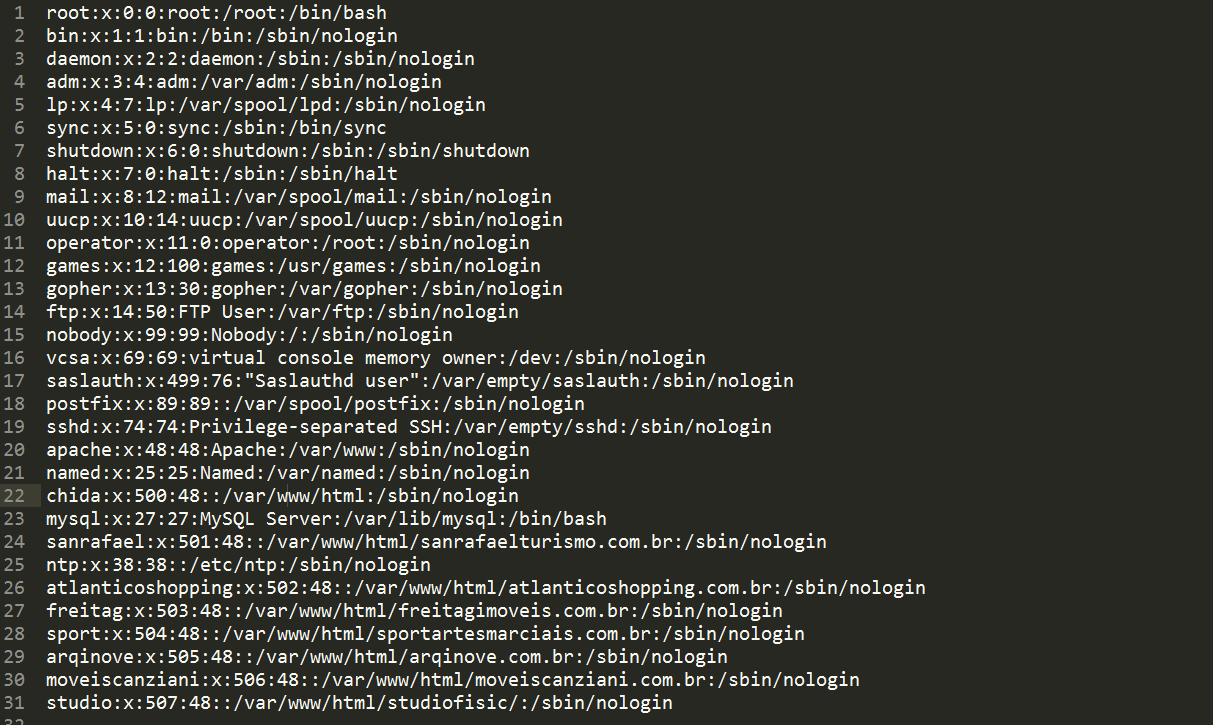 1 root:x:0:0:root:/root:/bin/bash
2 bin:x:1:1:bin:/bin:/sbin/nologin
3 daemon:x:2:2:daemon:/sbin:/sbin/nologin
4 adm:x:3:4:adm:/var/adm:/sbin/nologin
5 lp:x:4:7:lp:/var/spool/lpd:/sbin/nologin
6 sync:x:5:0:sync:/sbin:/bin/sync
7 shutdown:x:6:0:shutdown:/sbin:/sbin/shutdown
8 halt:x:7:0:halt:/sbin:/sbin/halt
9 mail:x:8:12:mail:/var/spool/mail:/sbin/nologin
10 uucp:x:10:14:uucp:/var/spool/uucp:/sbin/nologin
11 operator:x:11:0:operator:/root:/sbin/nologin
12 games:x:12:100:games:/usr/games:/sbin/nologin
13 gopher:x:13:30:gopher:/var/gopher:/sbin/nologin
14 ftp:x:14:50:FTP User:/var/ftp:/sbin/nologin
15 nobody:x:99:99:Nobody:/:/sbin/nologin
16 vcsa:x:69:69:virtual console memory owner:/dev:/sbin/nologin
17 saslauth:x:499:76:"Saslauthd user":/var/empty/saslauth:/sbin/nologin
18 postfix:x:89:89::/var/spool/postfix:/sbin/nologin
19 sshd:x:74:74:Privilege-separated SSH:/var/empty/sshd:/sbin/nologin
20 apache:x:48:48:Apache:/var/www:/sbin/nologin
21 named:x:25:25:Named:/var/named:/sbin/nologin
22 chida:x:500:48::/var/www/html:/sbin/nologin
23 mysql:x:27:27:MySQL Server:/var/lib/mysql:/bin/bash
24 sanrafael:x:501:48::/var/www/html/sanrafaelturismo.com.br:/sbin/nologin
25 ntp:x:38:38::/etc/ntp:/sbin/nologin
26 atlanticoshopping:x:502:48::/var/www/html/atlanticoshopping.com.br:/sbin/nologin
27 freitag:x:503:48::/var/www/html/freitagimoveis.com.br:/sbin/nologin
28 sport:x:504:48::/var/www/html/sportartesmarciais.com.br:/sbin/nologin
29 arqinove:x:505:48::/var/www/html/arqinove.com.br:/sbin/nologin
30 moveiscanziani:x:506:48::/var/www/html/moveiscanziani.com.br:/sbin/nologin
31 studio:x:507:48::/var/www/html/studiofisic/:/sbin/nologin